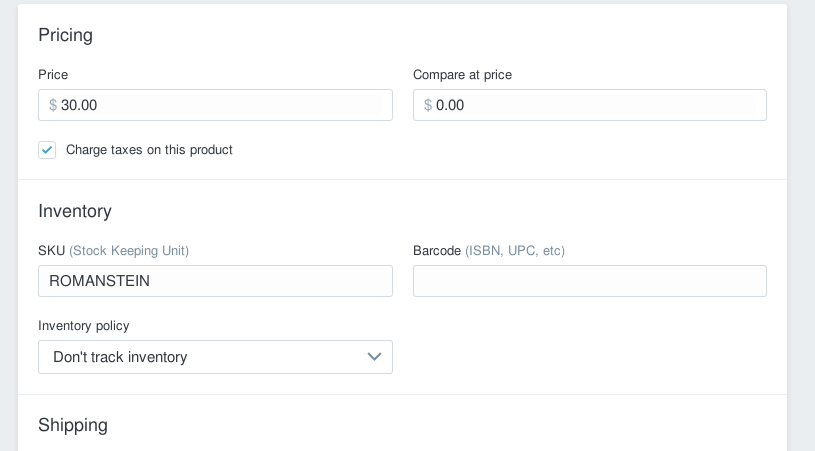 Pricing
Price
Compare at price
$ 30.00
$ 0.00
Charge taxes on this product
Inventory
SKU (Stock Keeping Unit)
Barcode (ISBN, UPC, etc)
ROMANSTEIN
Inventory policy
Don't track inventory
Shipping